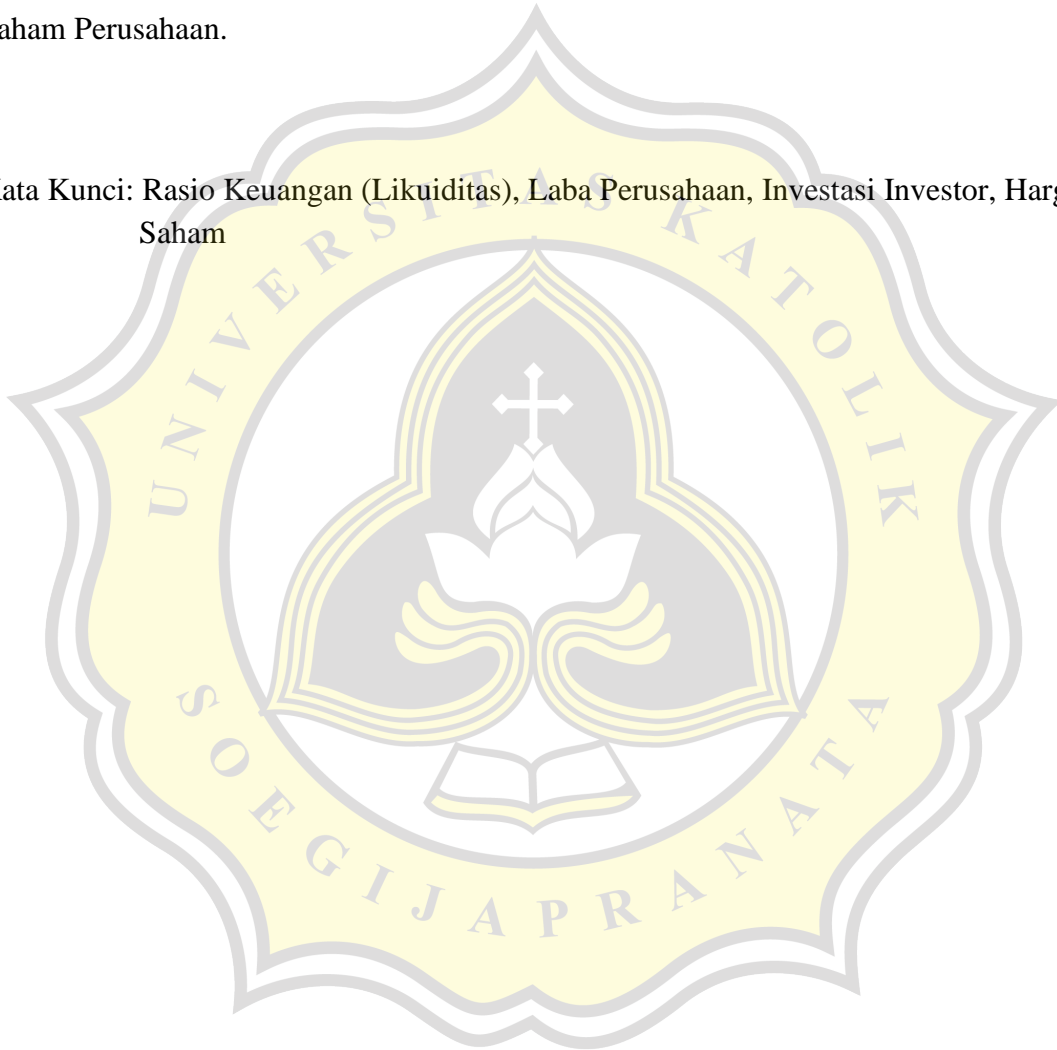 aham Perusahaan.
ata Kunci: Rasio Keuangan (Likuiditas), Laba Perusahaan, Investasi Investor, Harg
Saham
UNIVERSITAS KATOLIK
SOEGIJAPRANATA